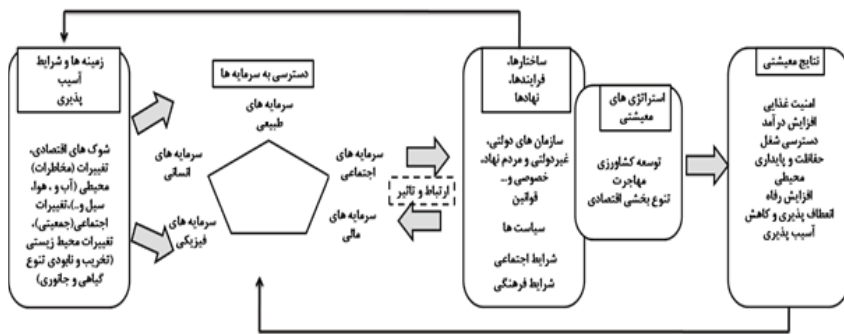 زمینه ها و شرایط
آسیب
پذیری
شوک های اقتصادی،
تغییرات (مخاطرات)
محیطی (آب و ، هوا،
سیل و..)،تغییرات
اجتماعی(جمعیتی)،
تغییرات محیط زیستی
(تخریب و نابودی تنوع
گیاهی و جانوری)
دسترسی به سرمایه ها
سرمایه های
طبیعی
سرمایه های
انسانی
سرمایه های
اجتماعی
سرمایه های
فیزیکی
سرمایه های
مالی
ارتباط و تاثیر
ساختارها،
فرایندها،
نهادها
سازمان های دولتی،
غیردولتی و مردم نهاد،
خصوصی و...
قوانین
سیاست ها
شرایط اجتماعی
شرایط فرهنگی
استراتژی های
معیشتی
توسعه کشاورزی
مهاجرت
تنوع بخشی اقتصادی
نتایج معیشتی
امنیت غذایی
افزایش درآمد
دسترسی شغل
حفاظت و پایداری
محیطی
افزایش رفاه
انعطاف پذیری و کاهش
آسیب پذیری